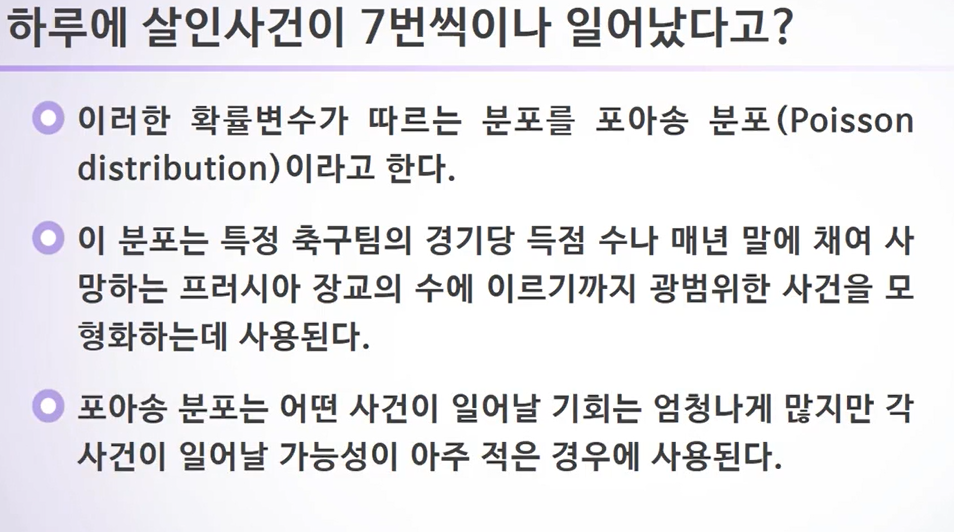 하루에 살인사건이 7번씩이나 일어났다고?
이러한 확률변수가 따르는 분포를 포아송 분포(Poisson
distribution)이라고 한다.
이 분포는 특정 축구팀의 경기당 득점 수나 매년 말에 채여 사
망하는 프러시아 장교의 수에 이르기까지 광범위한 사건을 모
형화하는데 사용된다.
포아송 분포는 어떤 사건이 일어날 기회는 엄청나게 많지만 각
사건이 일어날 가능성이 아주 적은 경우에 사용된다.